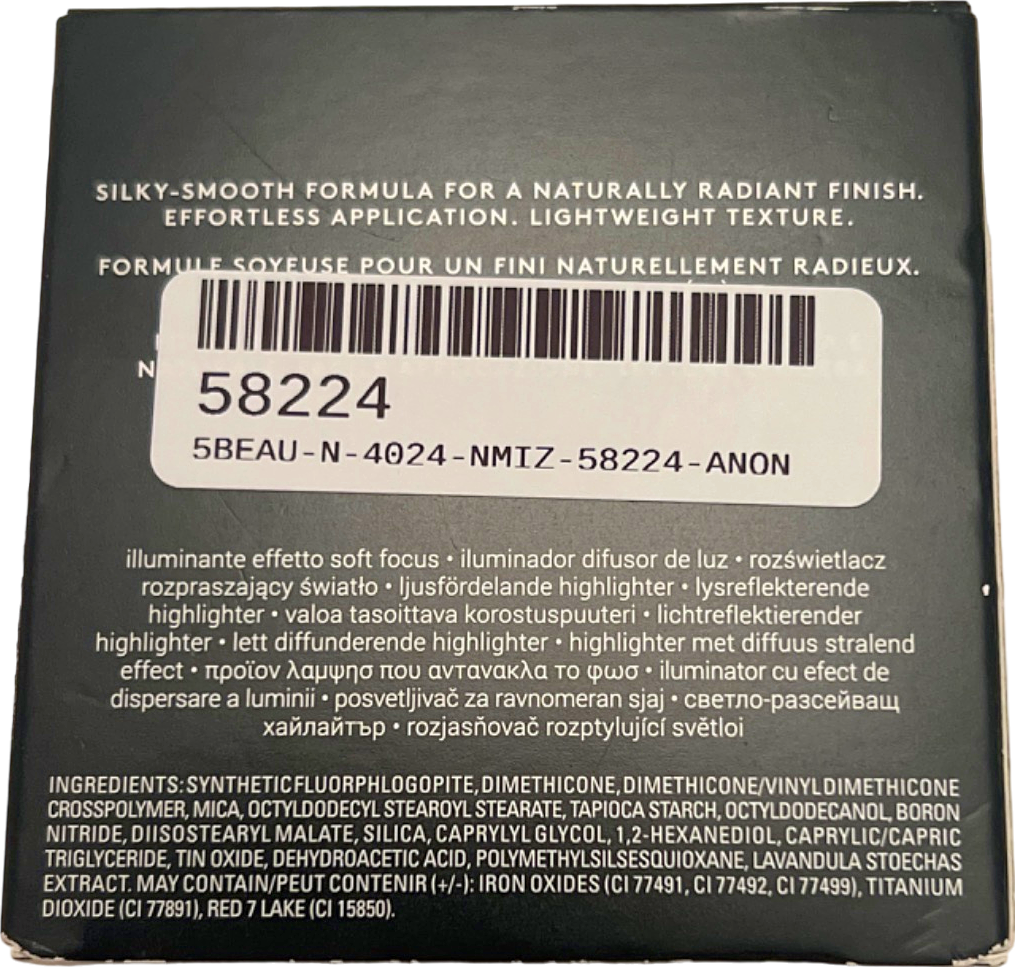 SILKY-SMOOTH FORMULA FOR A NATURALLY RADIANT FINISH.
EFFORTLESS APPLICATION. LIGHTWEIGHT TEXTURE.
FORMULE SOYEUSE POUR UN FINI NATURELLEMENT RADIEUX.
N
58224
5BEAU-N-4024-NMIZ-58224-ANON
illuminante effetto soft focus • iluminador difusor de luz • rozświetlacz
rozpraszający światło • ljusfördelande highlighter • lysreflekterende
highlighter • valoa tasoittava korostuspuuteri • lichtreflektierender
highlighter • lett diffunderende highlighter • highlighter met diffuus stralend
effect • προϊον λαμψησ που αντανακλα το φωσ • iluminator cu efect de
dispersare a luminii • posvetljivač za ravnomeran sjaj • светло-разсейващ
хайлайтър • rozjasňovač rozptylující světloi
INGREDIENTS: SYNTHETIC FLUORPHLOGOPITE, DIMETHICONE, DIMETHICONE/VINYL DIMETHICONE
CROSSPOLYMER, MICA, OCTYLDODECYL STEAROYL STEARATE, TAPIOCA STARCH, OCTYLDODECANOL, BORON
NITRIDE, DIISOSTEARYL MALATE, SILICA, CAPRYLYL GLYCOL, 1,2-HEXANEDIOL, CAPRYLIC/CAPRIC
TRIGLYCERIDE, TIN OXIDE, DEHYDROACETIC ACID, POLYMETHYLSILSESQUIOXANE, LAVANDULA STOECHAS
EXTRACT. MAY CONTAIN/PEUT CONTENIR (+/-): IRON OXIDES (CI 77491, CI 77492, CI 77499), TITANIUM
DIOXIDE (CI 77891), RED 7 LAKE (CI 15850).